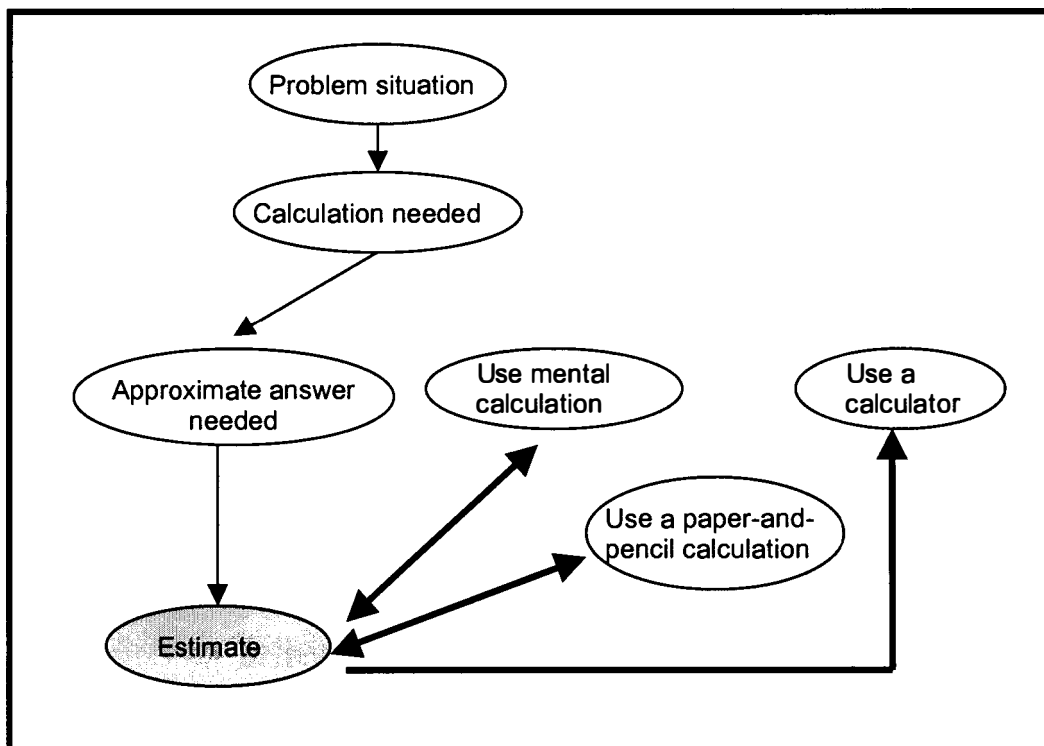 Problem situation
Calculation needed
Approximate answer
needed
Use mental
calculation
Use a
calculator
Use a paper-and-
pencil calculation
Estimate